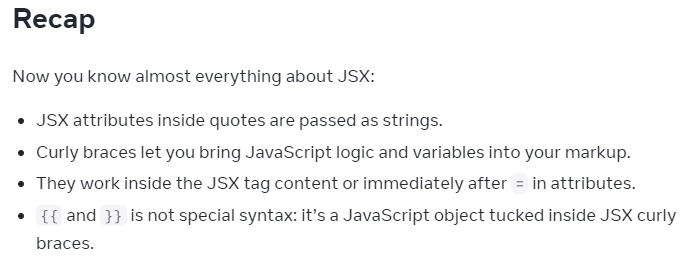 Recap
Now you know almost everything about JSX:
• JSX attributes inside quotes are passed as strings.
• Curly braces let you bring JavaScript logic and variables into your markup.
• They work inside the JSX tag content or immediately after = in attributes.
• {{ and }} is not special syntax: it’s a JavaScript object tucked inside JSX curly
braces.